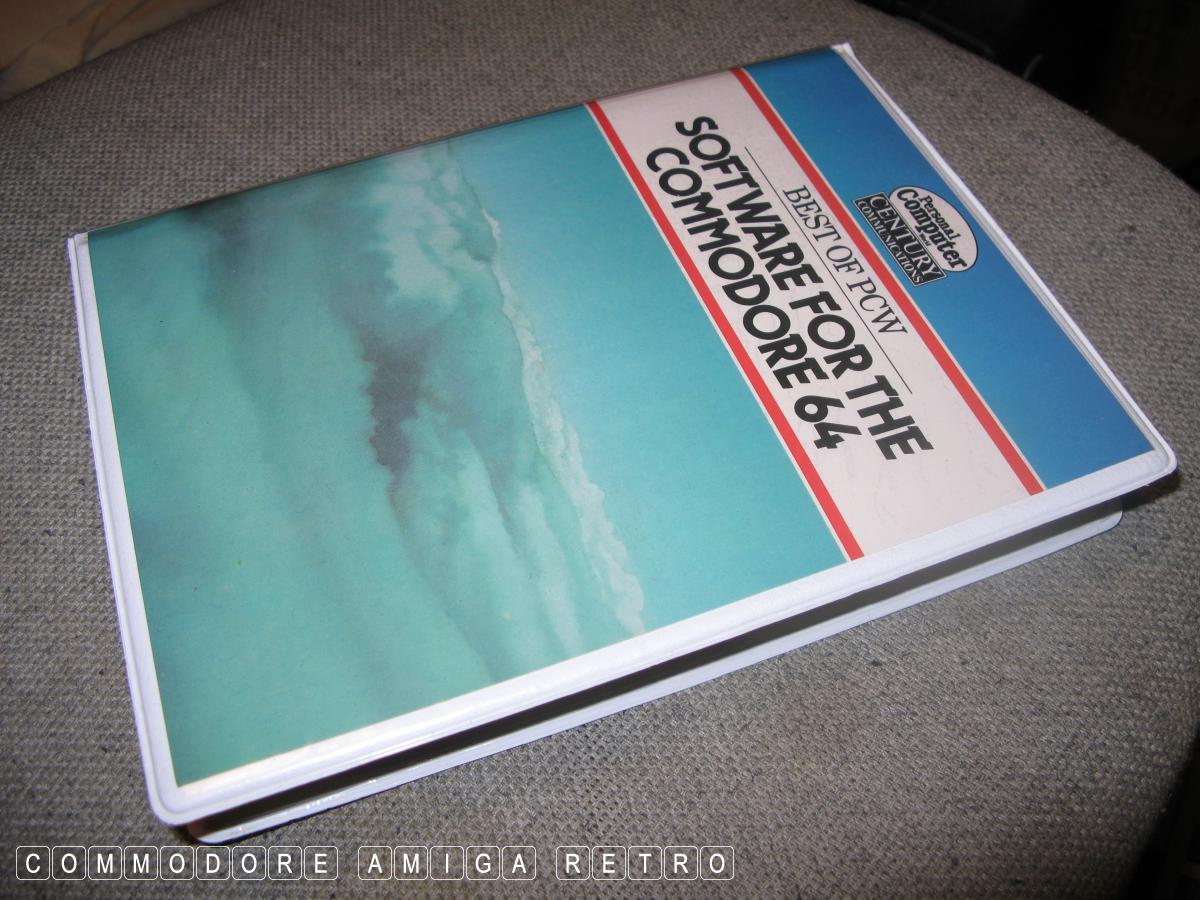 Personal
Computer
World
CENTURY
COMMUNICATIONS
BEST OF PCW
SOFTWARE FOR THE
COMMODORE 64
COMMODORE AMIGA RETRO